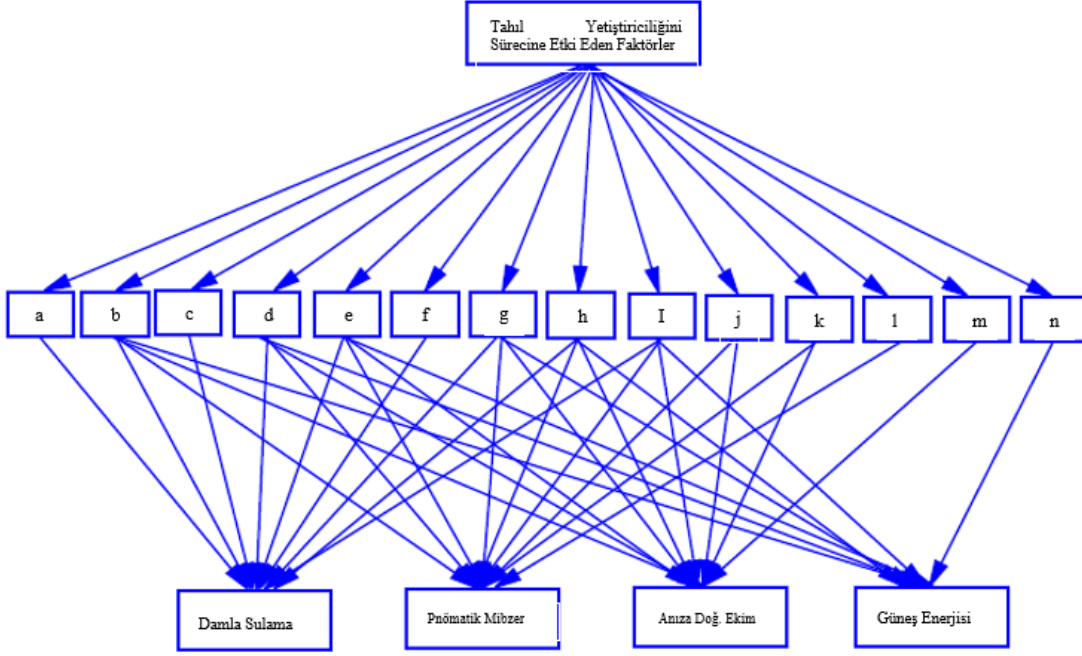 Tahıl Yetiştiriciliğini
Sürecine Etki Eden Faktörler
a b c d e f g h I j k l m n
Damla Sulama
Pnömatik Mibzer
Anıza Doğ. Ekim
Güneş Enerjisi